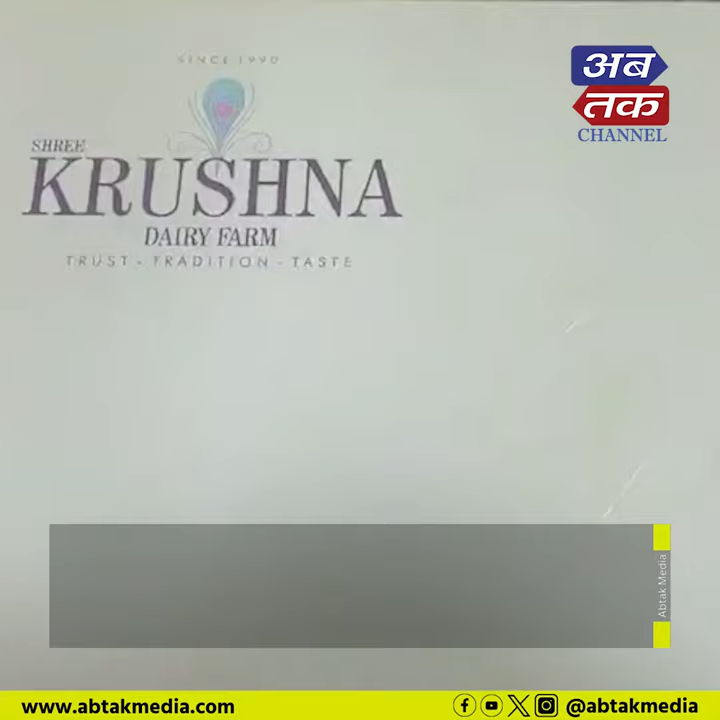 SINCE 1990
SHREE
KRUSHNA
DAIRY FARM
TRUST - TRADITION - TASTE
अब
तक
CHANNEL
Abtak Media
www.abtakmedia.com
@abtakmedia